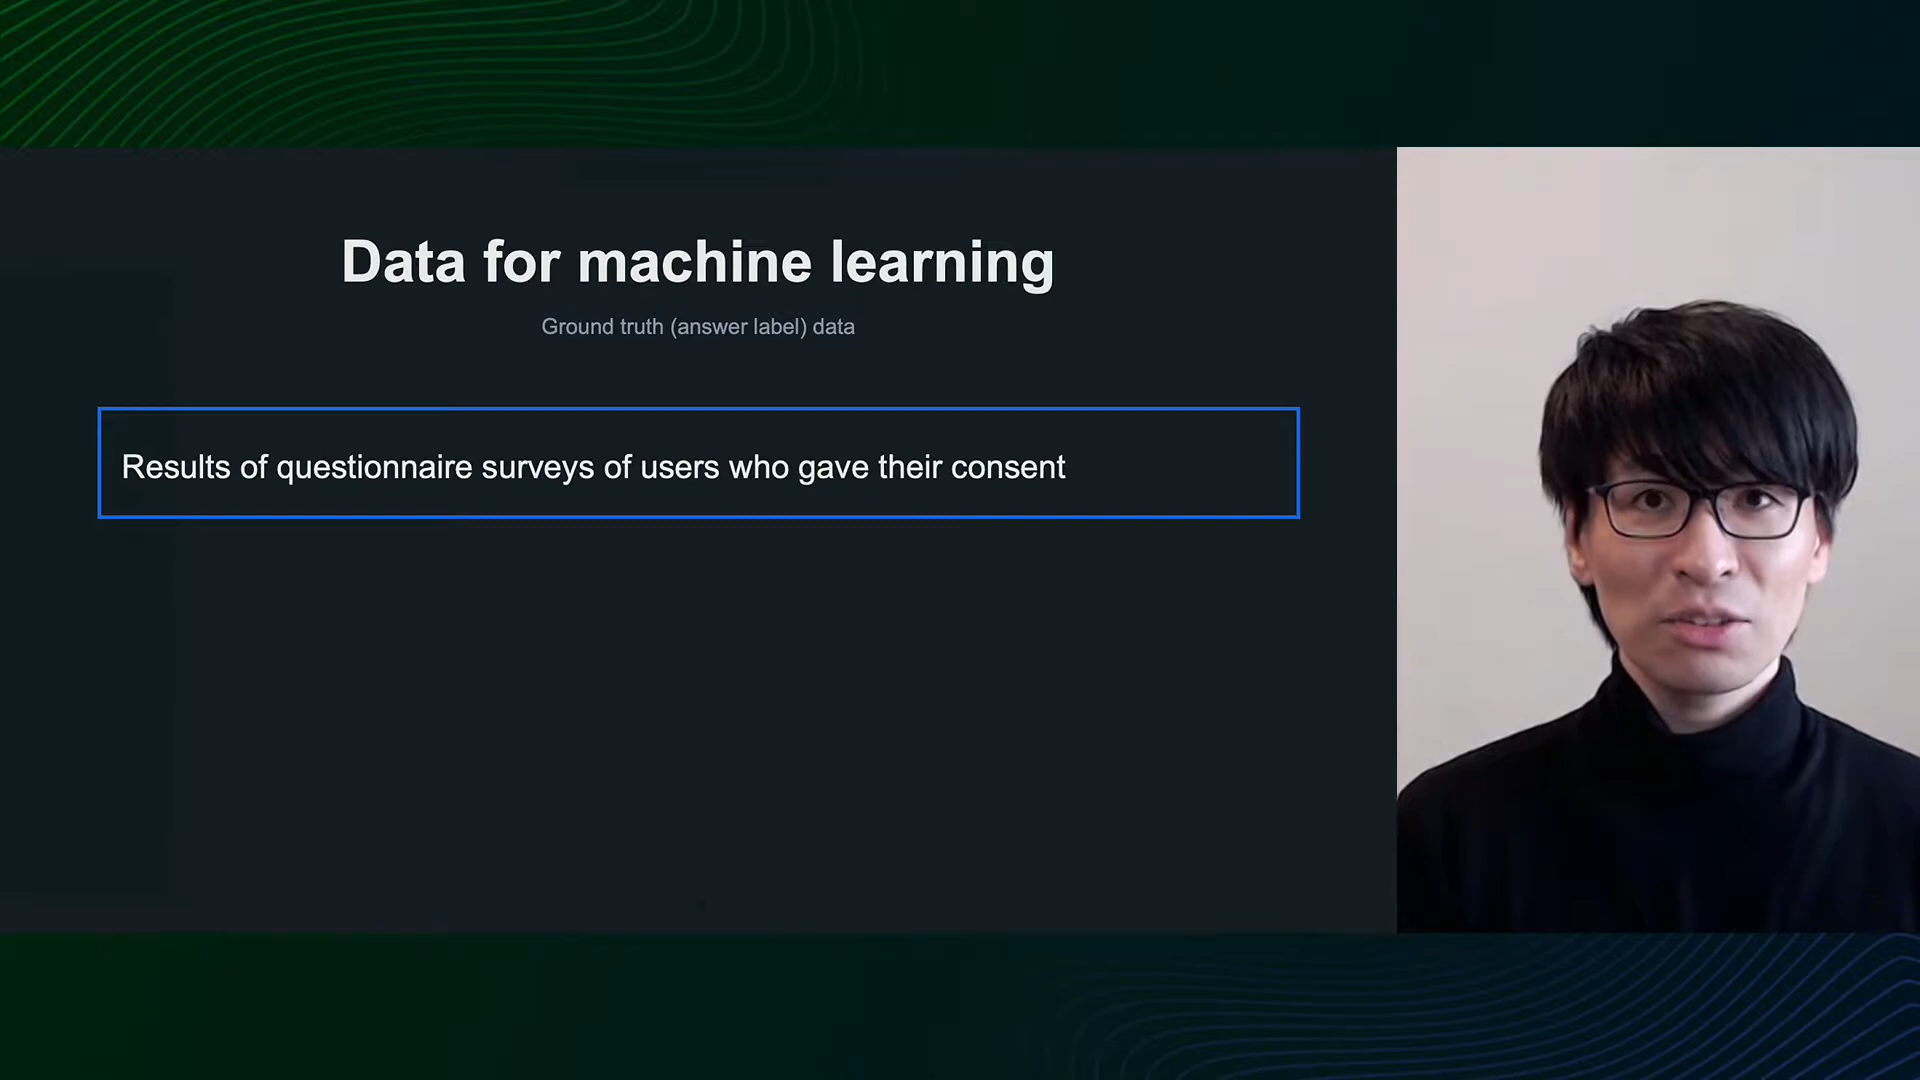 Data for machine learning
Ground truth (answer label) data
Results of questionnaire surveys of users who gave their consent